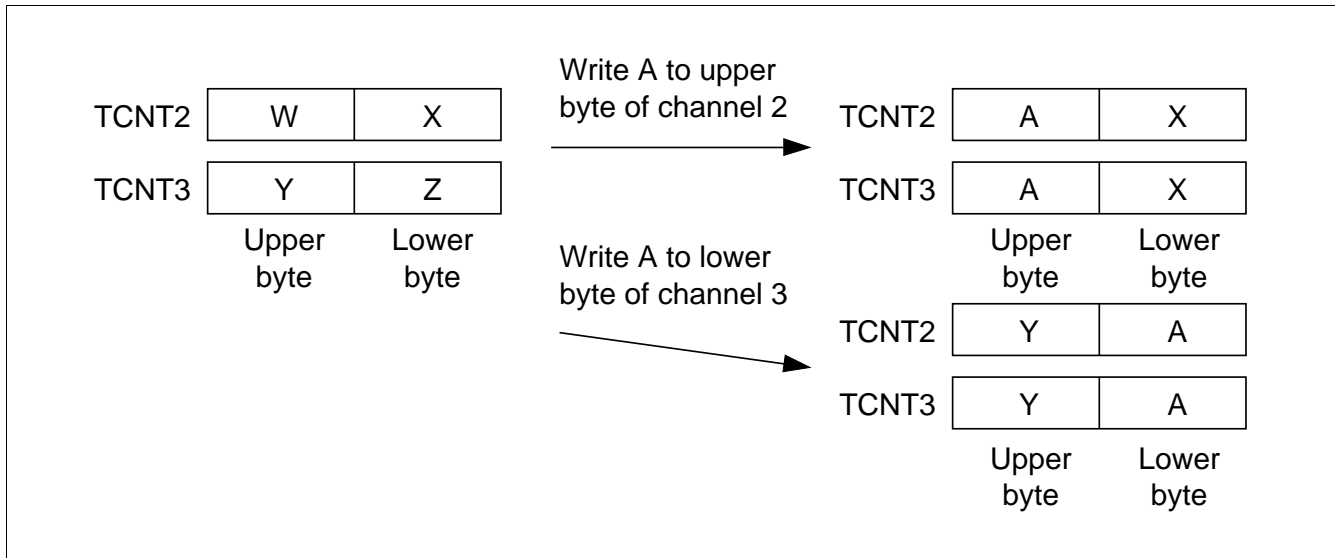 Write A to upper
byte of channel 2
TCNT2 W X
TCNT3 Y Z
Upper Lower
byte byte
TCNT2 A X
TCNT3 A X
Upper Lower
byte byte
Write A to lower
byte of channel 3
TCNT2 Y A
TCNT3 Y A
Upper Lower
byte byte